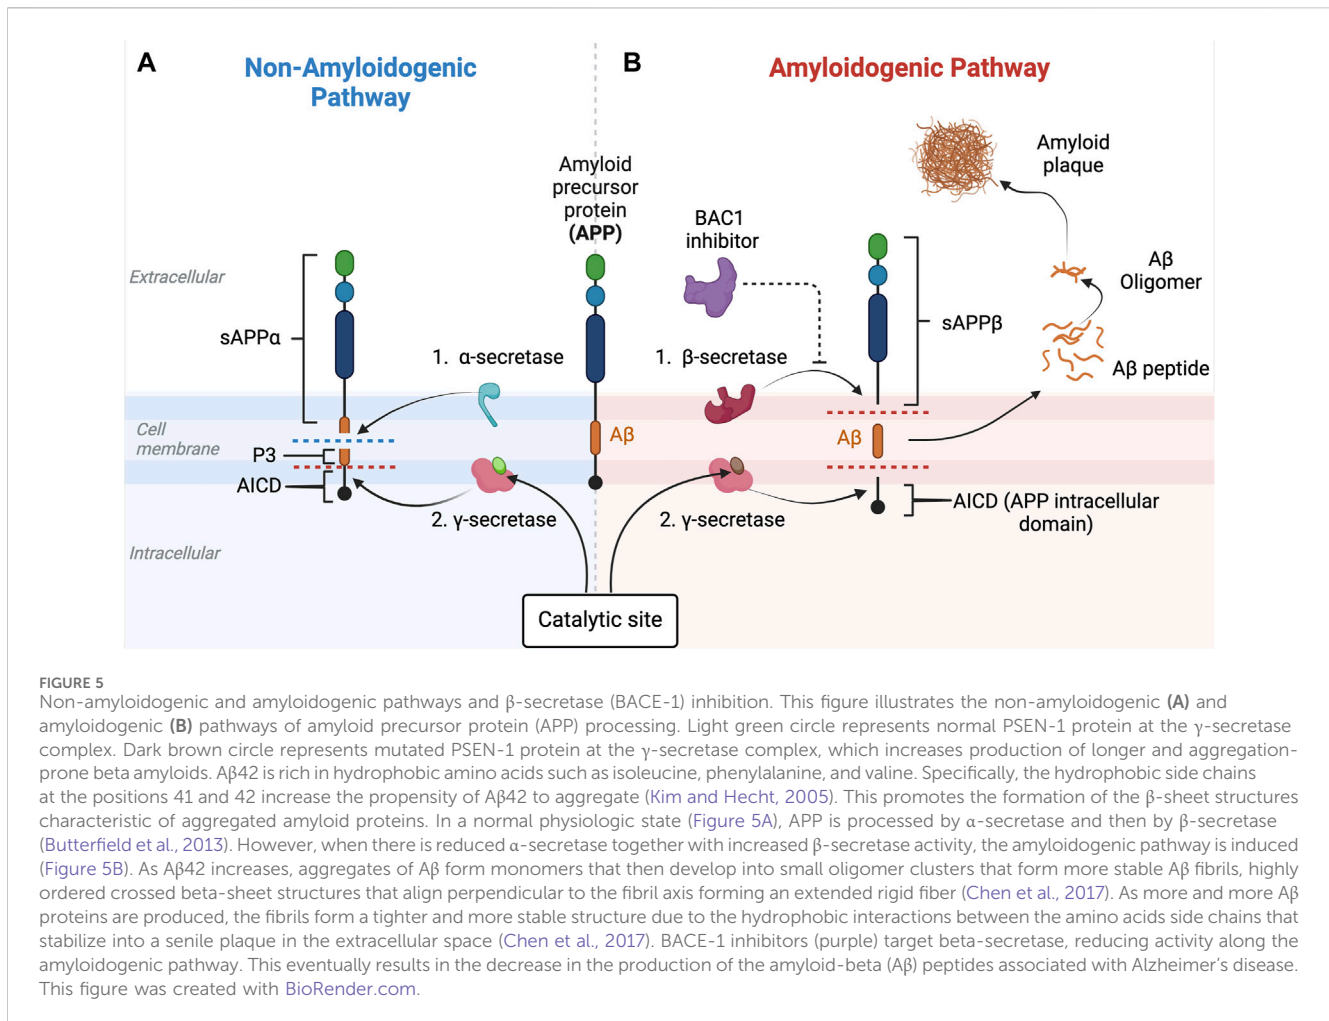 A
Non-Amyloidogenic
Pathway
B
Amyloidogenic Pathway
Amyloid
precursor
protein
(APP)
BAC1
inhibitor
Amyloid
plaque
Extracellular
sAPPα
1. α-secretase
1. β-secretase
sAPPβ
Aβ
Oligomer
Aβ peptide
Cell
membrane
P3
AICD
Aβ
Aβ
2. γ-secretase
2. γ-secretase
AICD (APP intracellular
domain)
Intracellular
Catalytic site
FIGURE 5
Non-amyloidogenic and amyloidogenic pathways and β-secretase (BACE-1) inhibition. This figure illustrates the non-amyloidogenic (A) and
amyloidogenic (B) pathways of amyloid precursor protein (APP) processing. Light green circle represents normal PSEN-1 protein at the γ-secretase
complex. Dark brown circle represents mutated PSEN-1 protein at the γ-secretase complex, which increases production of longer and aggregation-
prone beta amyloids. Aβ42 is rich in hydrophobic amino acids such as isoleucine, phenylalanine, and valine. Specifically, the hydrophobic side chains
at the positions 41 and 42 increase the propensity of Aβ42 to aggregate (Kim and Hecht, 2005). This promotes the formation of the β-sheet structures
characteristic of aggregated amyloid proteins. In a normal physiologic state (Figure 5A), APP is processed by α-secretase and then by β-secretase
(Butterfield et al., 2013). However, when there is reduced α-secretase together with increased β-secretase activity, the amyloidogenic pathway is induced
(Figure 5B). As Aβ42 increases, aggregates of Aβ form monomers that then develop into small oligomer clusters that form more stable Aβ fibrils, highly
ordered crossed beta-sheet structures that align perpendicular to the fibril axis forming an extended rigid fiber (Chen et al., 2017). As more and more Aβ
proteins are produced, the fibrils form a tighter and more stable structure due to the hydrophobic interactions between the amino acids side chains that
stabilize into a senile plaque in the extracellular space (Chen et al., 2017). BACE-1 inhibitors (purple) target beta-secretase, reducing activity along the
amyloidogenic pathway. This eventually results in the decrease in the production of the amyloid-beta (Aβ) peptides associated with Alzheimer's disease.
This figure was created with BioRender.com.